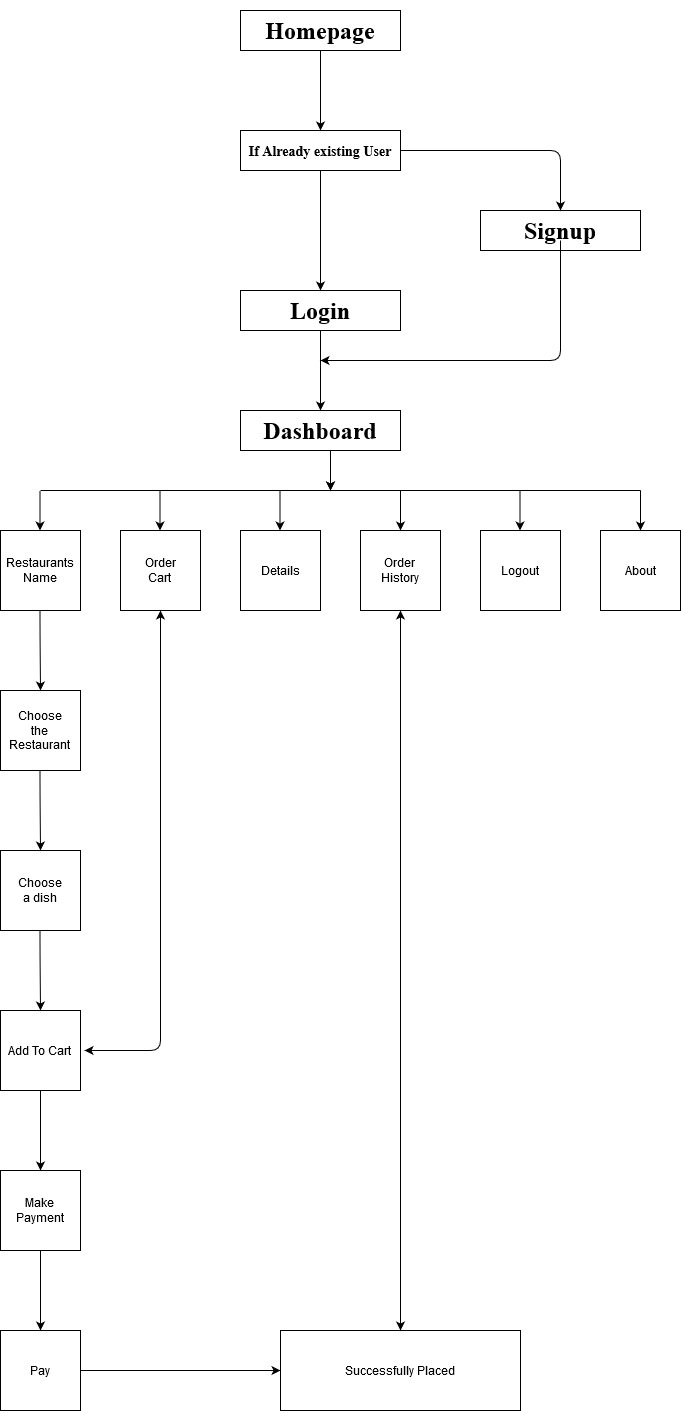 Homepage
If Already existing User
Signup
Login
Dashboard
Restaurants
Name
Order
Cart
Details
Order
History
Logout
About
Choose
the
Restaurant
Choose
a dish
Add To Cart
Make
Payment
Pay
Successfully Placed